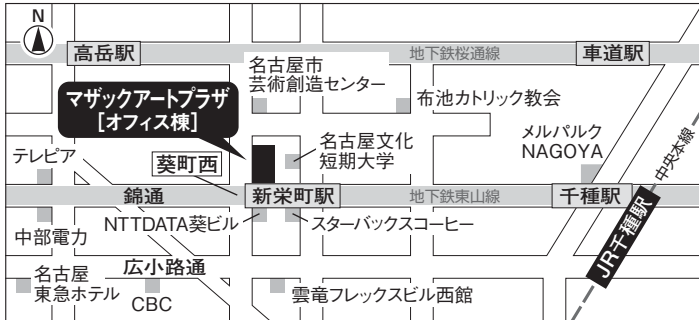 N
高岳駅
地下鉄桜通線
車道駅
名古屋市
芸術創造センター
マザックアートプラザ
[オフィス棟]
布池カトリック教会
メルパルク
NAGOYA
中央本線
名古屋文化
短期大学
テレピア
葵町西
錦通
新栄町駅
地下鉄東山線
千種駅
JR千種駅
中部電力
NTTDATA葵ビル
スターバックスコーヒー
広小路通
名古屋
東急ホテル
CBC
雲竜フレックスビル西館